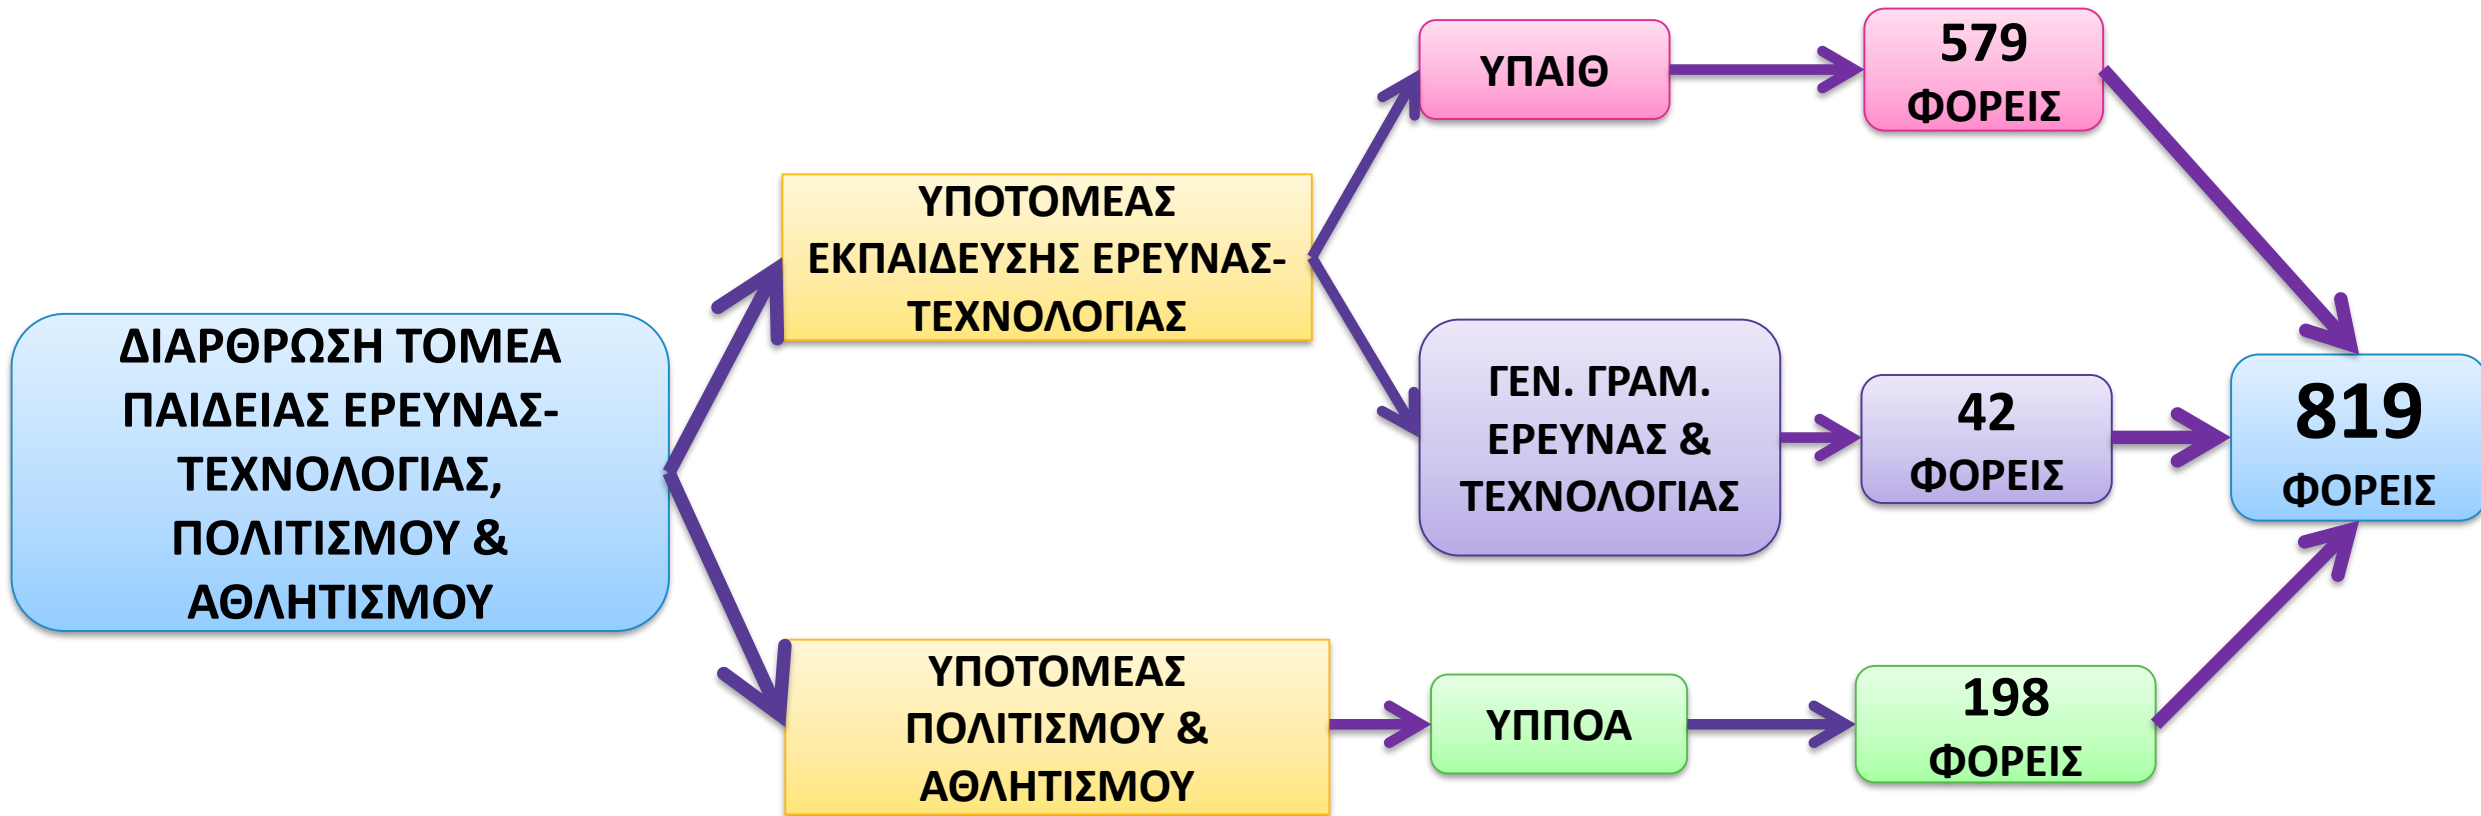 ΔΙΑΡΘΡΩΣΗ ΤΟΜΕΑ
ΠΑΙΔΕΙΑΣ ΕΡΕΥΝΑΣ-
ΤΕΧΝΟΛΟΓΙΑΣ,
ΠΟΛΙΤΙΣΜΟΥ &
ΑΘΛΗΤΙΣΜΟΥ
ΥΠΟΤΟΜΕΑΣ
ΕΚΠΑΙΔΕΥΣΗΣ ΕΡΕΥΝΑΣ-
ΤΕΧΝΟΛΟΓΙΑΣ
ΥΠΑΙΘ
579
ΦΟΡΕΙΣ
ΓΕΝ. ΓΡΑΜ.
ΕΡΕΥΝΑΣ &
ΤΕΧΝΟΛΟΓΙΑΣ
42
ΦΟΡΕΙΣ
ΥΠΟΤΟΜΕΑΣ
ΠΟΛΙΤΙΣΜΟΥ &
ΑΘΛΗΤΙΣΜΟΥ
ΥΠΠΟΑ
198
ΦΟΡΕΙΣ
819
ΦΟΡΕΙΣ